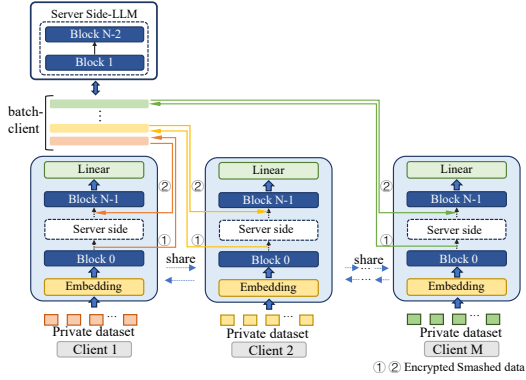 Server Side-LLM
Block N-2
Block 1
batch-
client
Linear
②
Block N-1
Server side
①
Block 0
Embedding
Private dataset
Client 1
share
Linear
②
Block N-1
Server side
①
Block 0
Embedding
Private dataset
Client 2
share
Linear
②
Block N-1
Server side
①
Block 0
Embedding
Private dataset
Client M
① ② Encrypted Smashed data